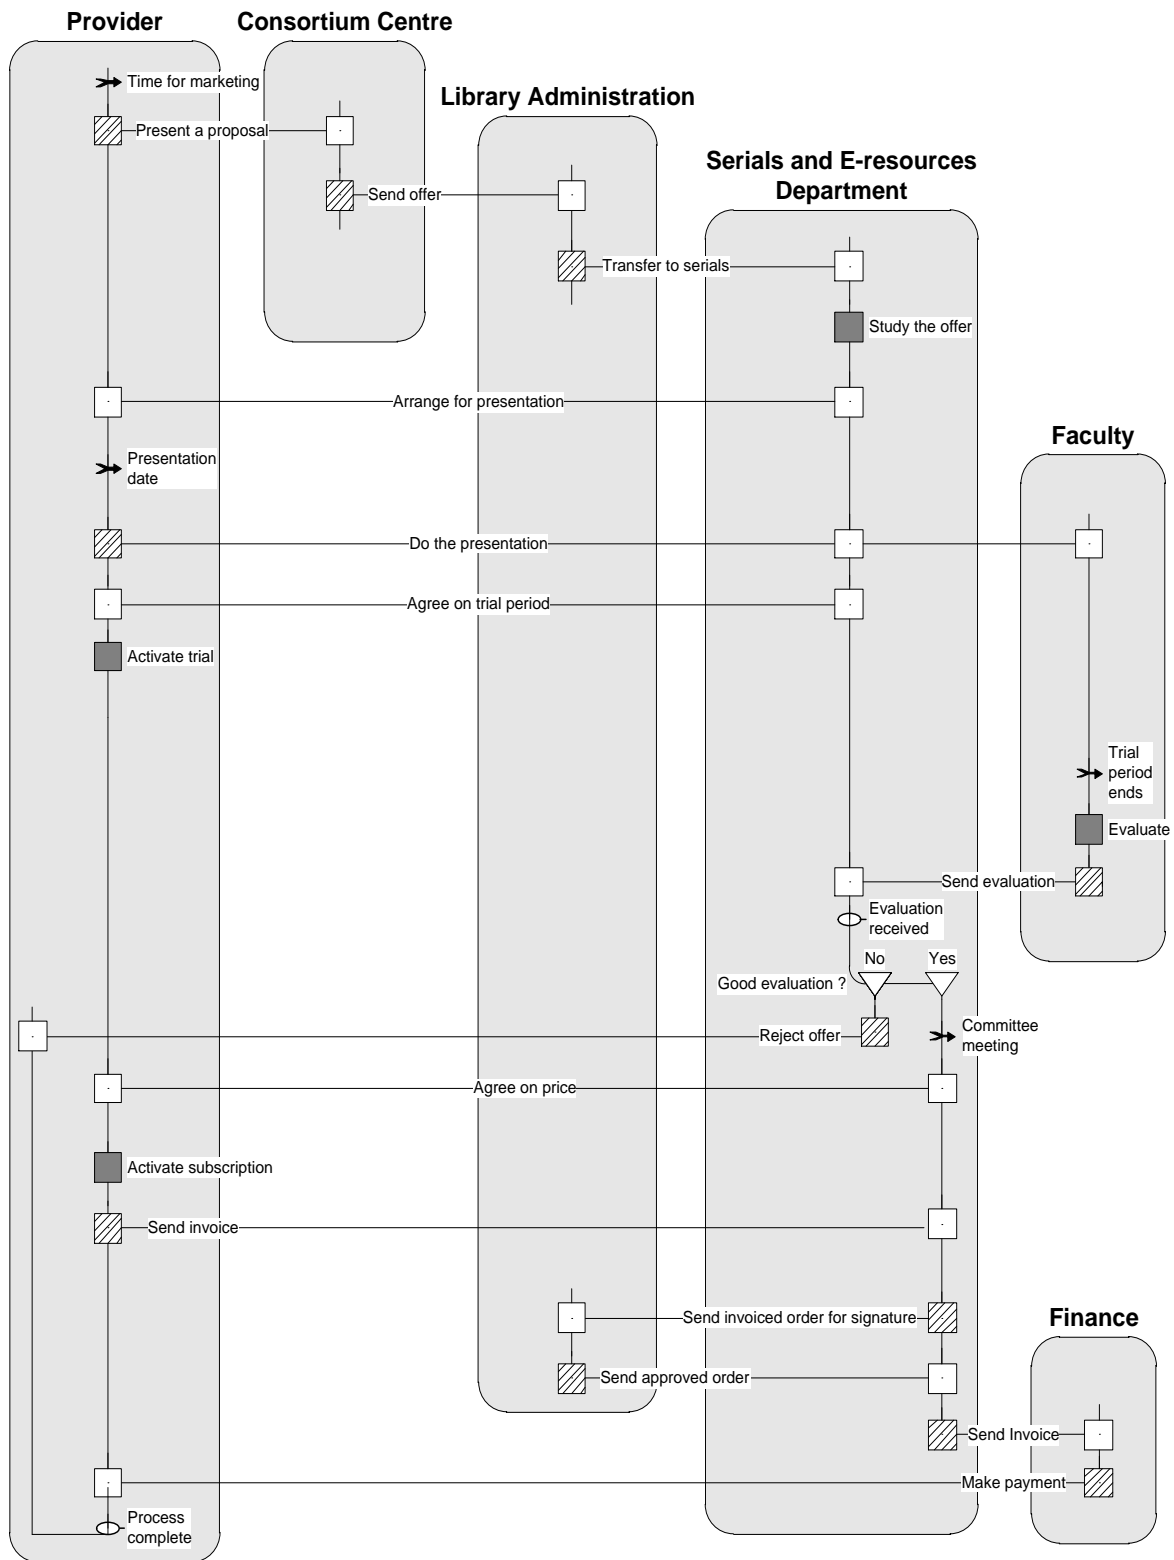 Provider
Consortium Centre
Time for marketing
Library Administration
Present a proposal
Serials and E-resources
Department
Send offer
Transfer to serials
Study the offer
Arrange for presentation
Faculty
Presentation
date
Do the presentation
Agree on trial period
Activate trial
Trial
period
ends
Evaluate
Send evaluation
Evaluation
received
No
Yes
Good evaluation ?
Reject offer
Committee
meeting
Agree on price
Activate subscription
Send invoice
Send invoiced order for signature
Finance
Send approved order
Send Invoice
Make payment
Process
complete